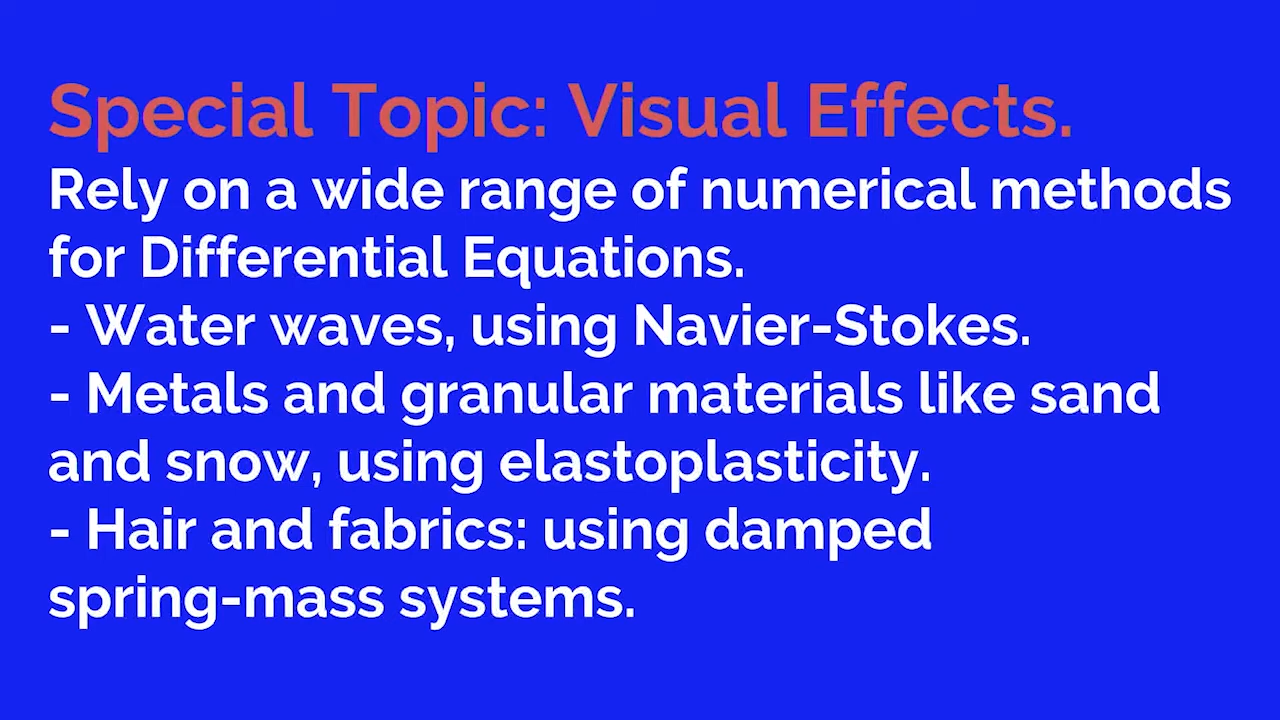 Special Topic: Visual Effects.
Rely on a wide range of numerical methods
for Differential Equations.
- Water waves, using Navier-Stokes.
- Metals and granular materials like sand
and snow, using elastoplasticity.
- Hair and fabrics: using damped
spring-mass systems.